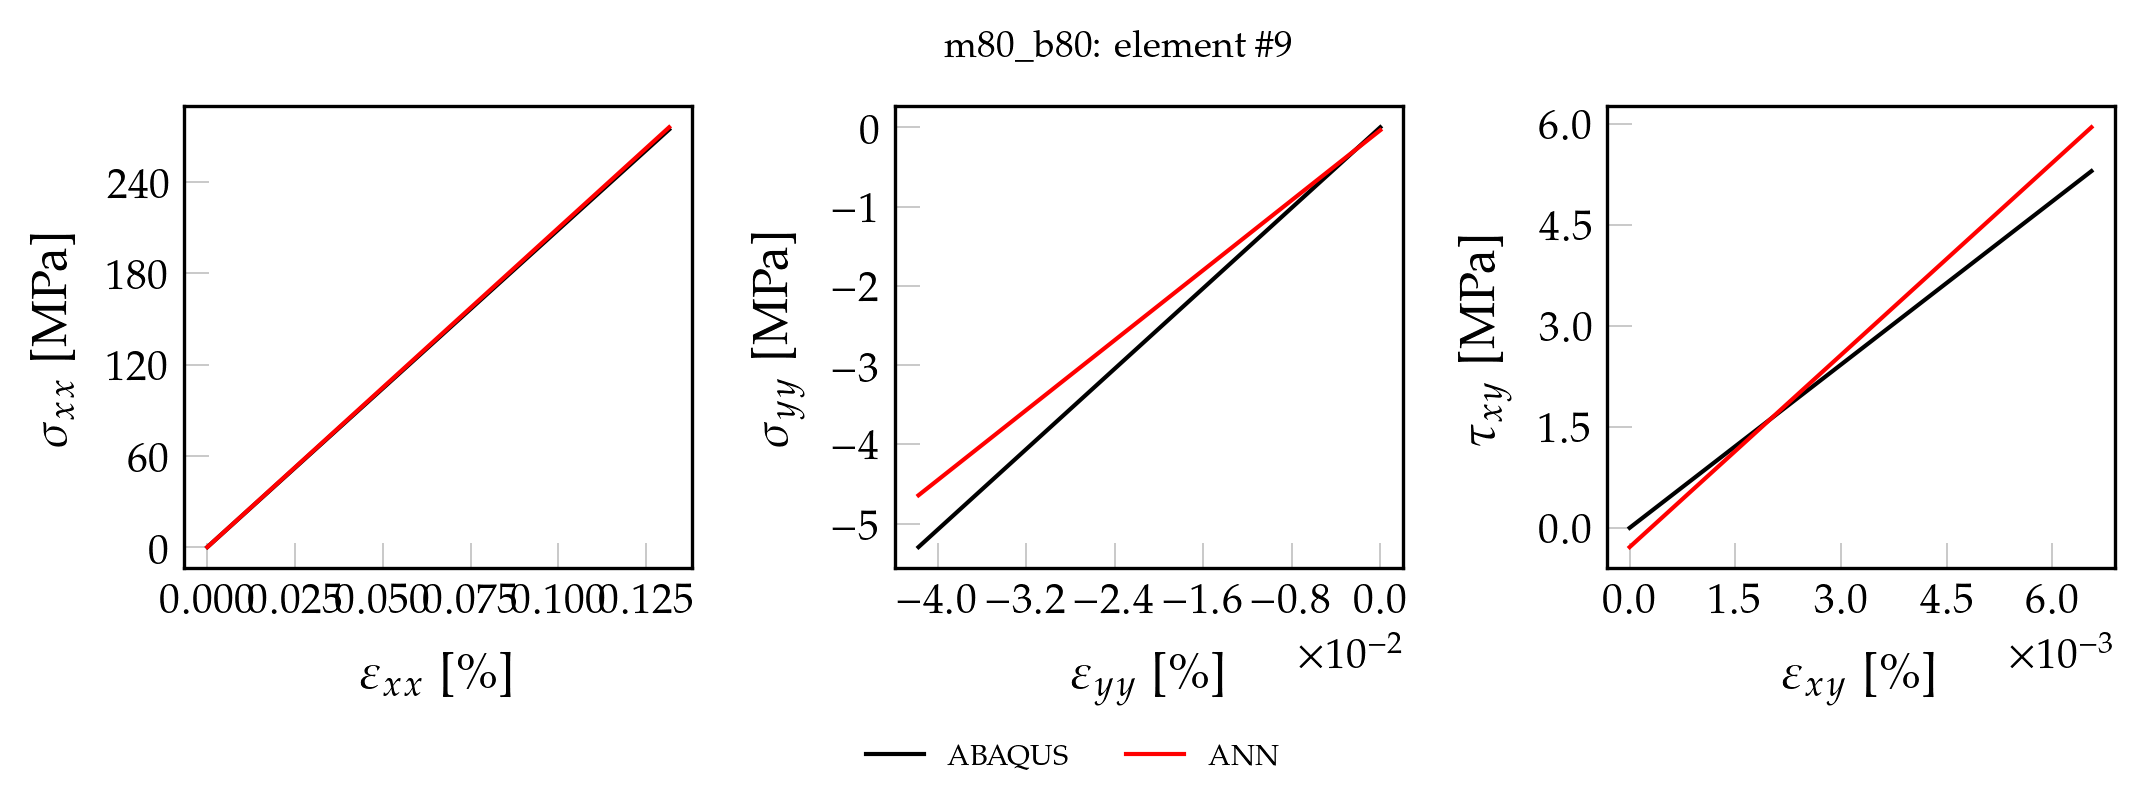 m80_b80: element #9
σxx [MPa]
240
180
120
60
0
0.000 0.025 0.050 0.075 0.100 0.125
εxx [%]
σyy [MPa]
0
−1
−2
−3
−4
−5
−4.0 −3.2 −2.4 −1.6 −0.8 0.0
×10−2
εyy [%]
τxy [MPa]
6.0
4.5
3.0
1.5
0.0
0.0 1.5 3.0 4.5 6.0
×10−3
εxy [%]
ABAQUS ANN